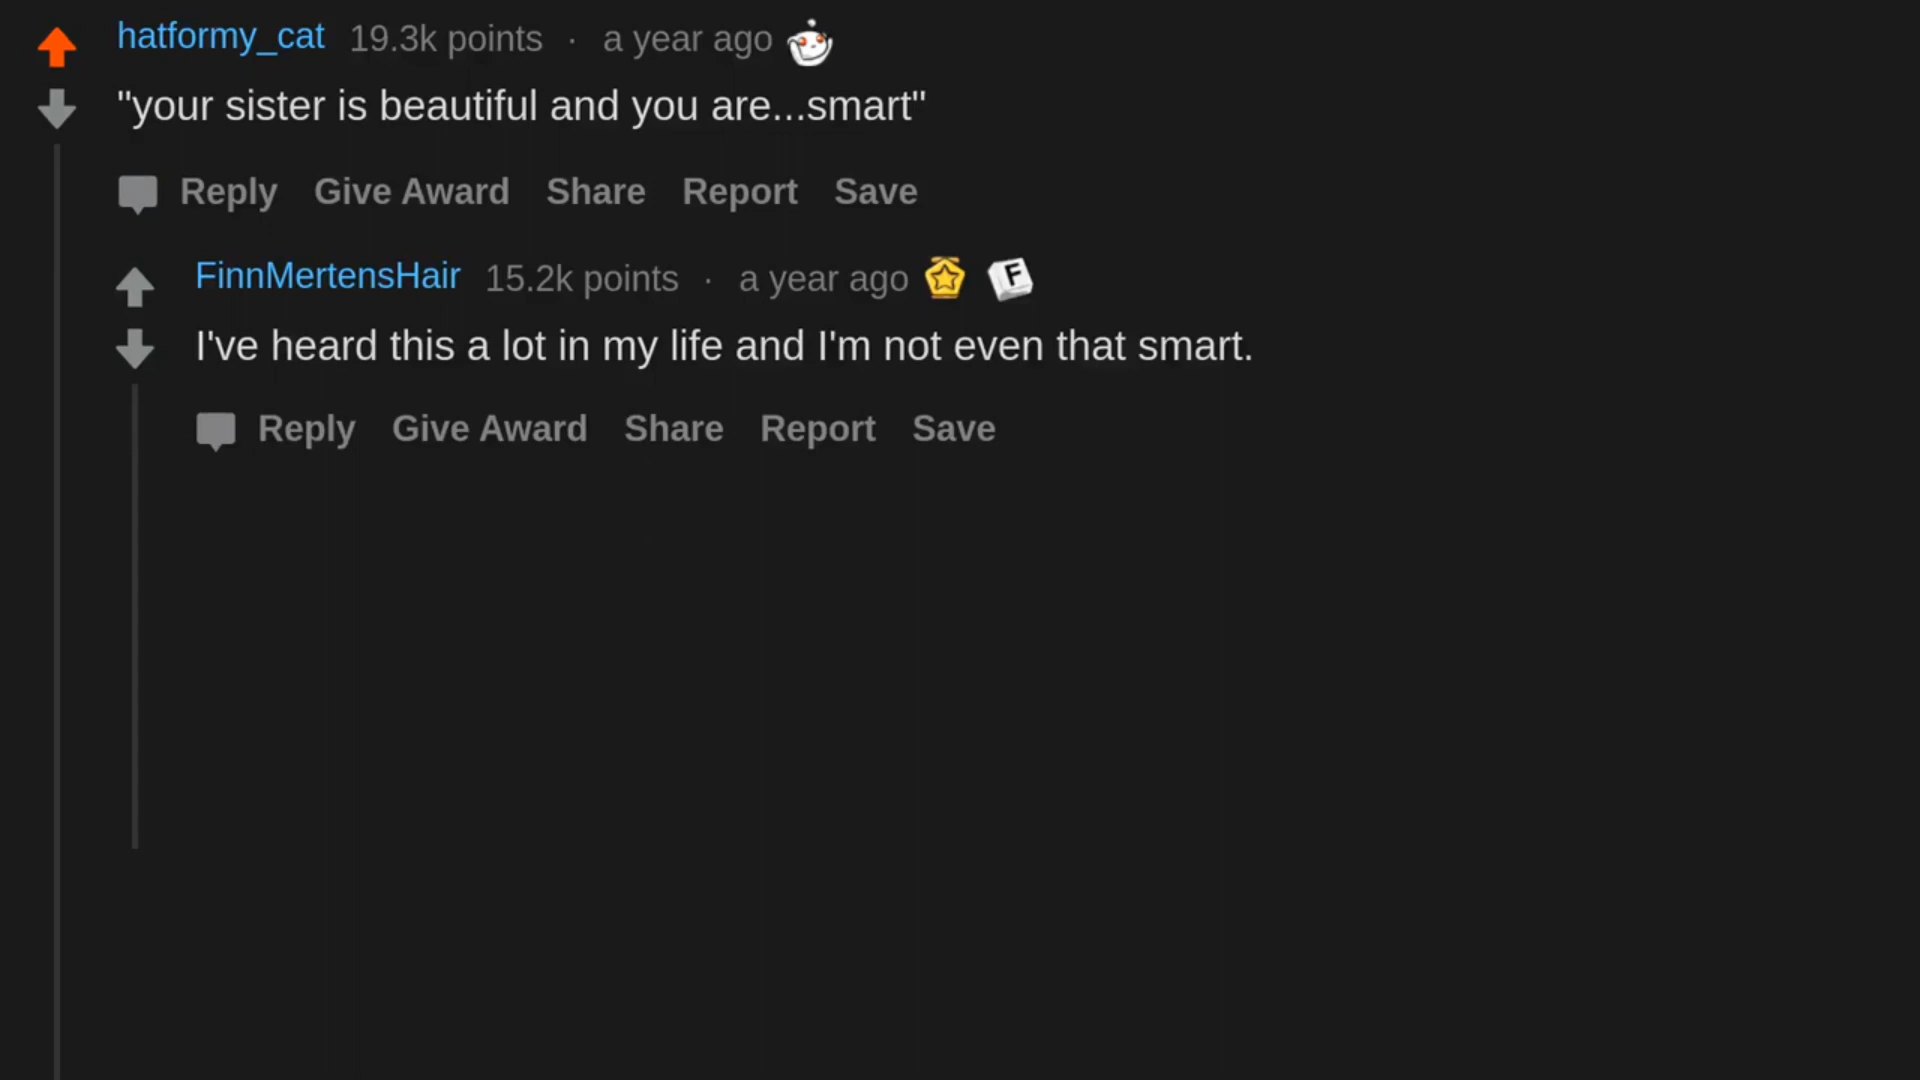 hatformy_cat 19.3k points · a year ago
"your sister is beautiful and you are...smart"
Reply Give Award Share Report Save
FinnMertensHair 15.2k points · a year ago F
I've heard this a lot in my life and I'm not even that smart.
Reply Give Award Share Report Save